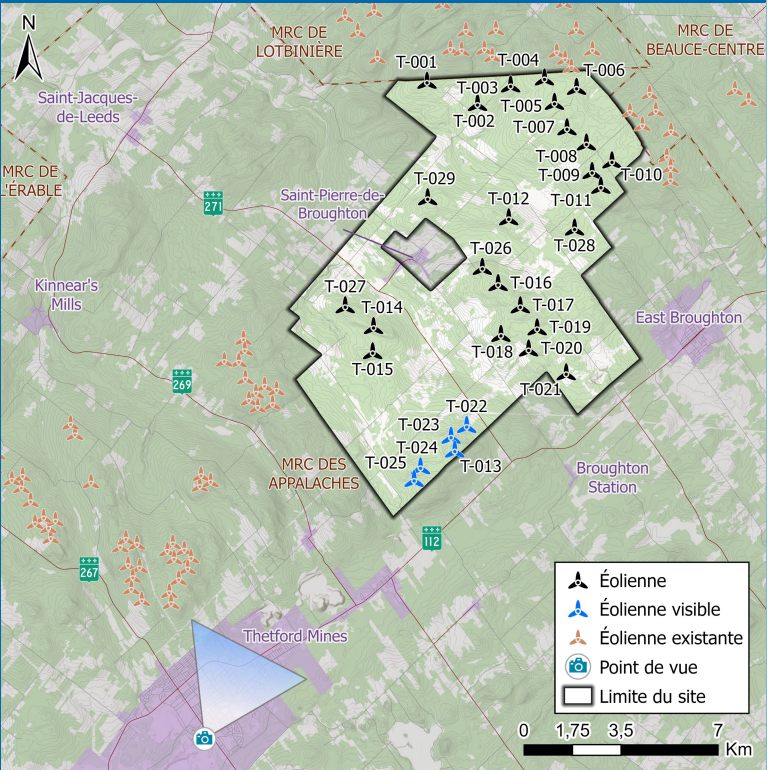 N
MRC DE
LOTBINIÈRE
MRC DE
BEAUCE-CENTRE
T-001
T-004
T-006
T-003
T-005
T-002
T-007
Saint-Jacques-
de-Leeds
T-008
T-009
T-010
MRC DE
L'ÉRABLE
T-029
T-011
271
Saint-Pierre-de-
Broughton
T-012
T-028
T-026
Kinnear's
Mills
T-027
T-014
T-016
T-017
East Broughton
T-019
T-018
T-020
T-015
269
T-021
T-022
T-023
T-024
T-025
T-013
MRC DES
APPALACHES
Broughton
Station
112
267
Thetford Mines
Éolienne
Éolienne visible
Éolienne existante
Point de vue
Limite du site
0 1,75 3,5 7
Km